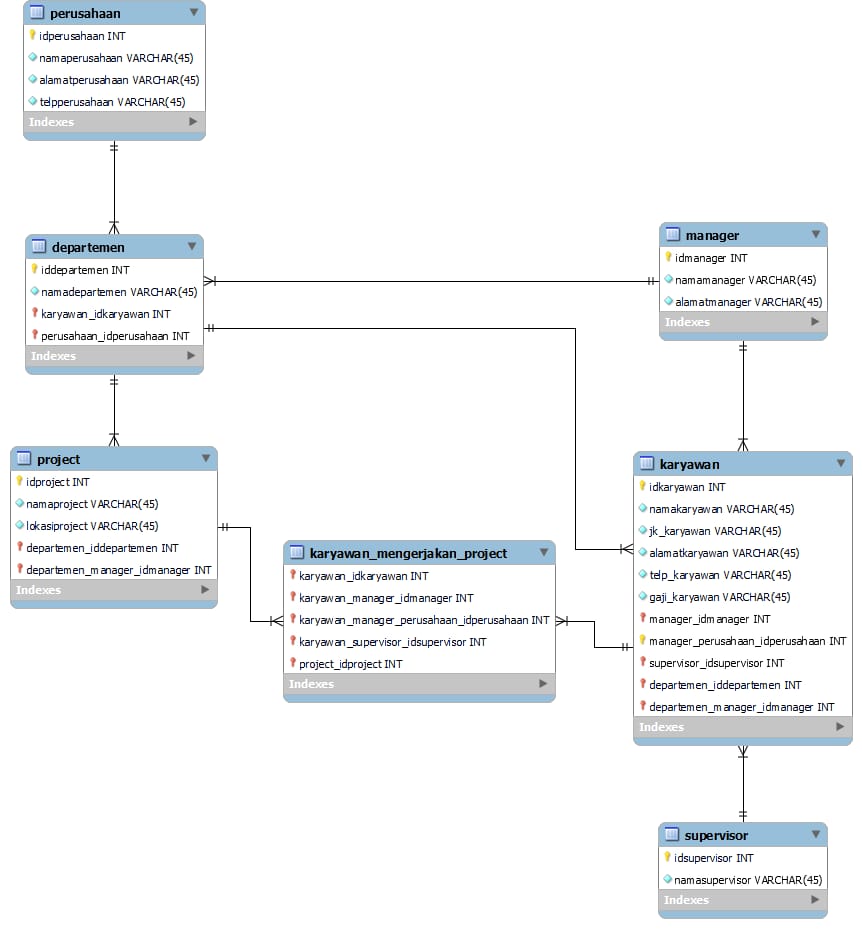 perusahaan
idperusahaan INT
namaperusahaan VARCHAR(45)
alamatperusahaan VARCHAR(45)
telpperusahaan VARCHAR(45)
Indexes
departemen
iddepartemen INT
namadepartemen VARCHAR(45)
karyawan_idkaryawan INT
perusahaan_idperusahaan INT
Indexes
manager
idmanager INT
namamanager VARCHAR(45)
alamatmanager VARCHAR(45)
Indexes
project
idproject INT
namaproject VARCHAR(45)
lokasiproject VARCHAR(45)
departemen_iddepartemen INT
departemen_manager_idmanager INT
Indexes
karyawan_mengerjakan_project
karyawan_idkaryawan INT
karyawan_manager_idmanager INT
karyawan_manager_perusahaan_idperusahaan INT
karyawan_supervisor_idsupervisor INT
project_idproject INT
Indexes
karyawan
idkaryawan INT
namakaryawan VARCHAR(45)
jk_karyawan VARCHAR(45)
alamatkaryawan VARCHAR(45)
telp_karyawan VARCHAR(45)
gaji_karyawan VARCHAR(45)
manager_idmanager INT
manager_perusahaan_idperusahaan INT
supervisor_idsupervisor INT
departemen_iddepartemen INT
departemen_manager_idmanager INT
Indexes
supervisor
idsupervisor INT
namasupervisor VARCHAR(45)
Indexes